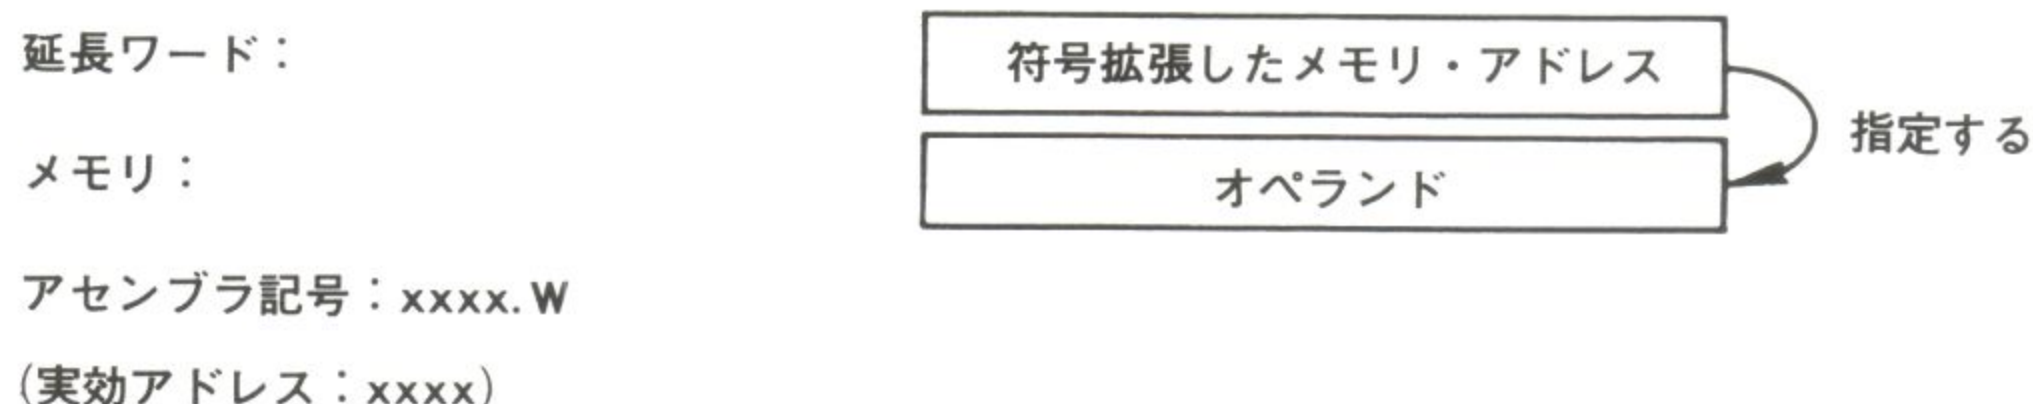 延長ワード：
符号拡張したメモリ・アドレス
指定する
メモリ：
オペランド
アセンブラ記号：xxxx.W
(実効アドレス：xxxx)